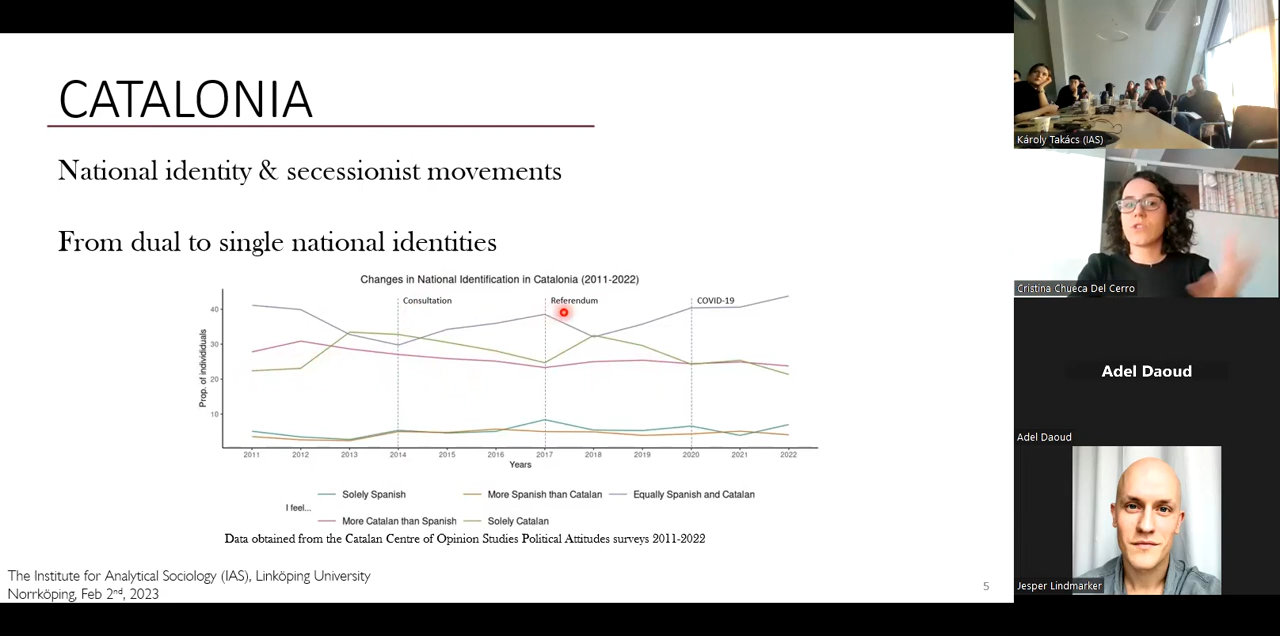 CATALONIA
National identity & secessionist movements
From dual to single national identities
Changes in National Identification in Catalonia (2011-2022)
Consultation
Referendum
COVID-19
Prop. of individiduals
40
30
20
10
2011 2012 2013 2014 2015 2016 2017 2018 2019 2020 2021 2022
Years
I feel...
Solely Spanish
More Spanish than Catalan
Equally Spanish and Catalan
More Catalan than Spanish
Solely Catalan
Data obtained from the Catalan Centre of Opinion Studies Political Attitudes surveys 2011-2022
The Institute for Analytical Sociology (IAS), Linköping University
Norrköping, Feb 2nd, 2023
5
Károly Takács (IAS)
Cristina Chueca Del Cerro
Adel Daoud
Adel Daoud
Jesper Lindmarker